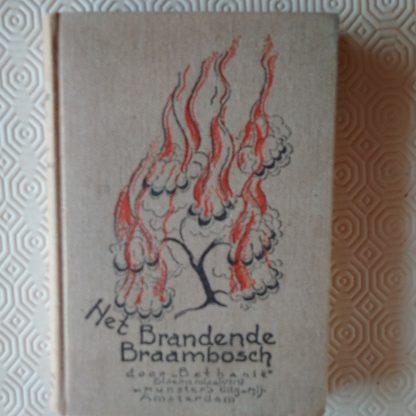 Het Brandende
Braambosch
door „Bethanië"
Amsterdam